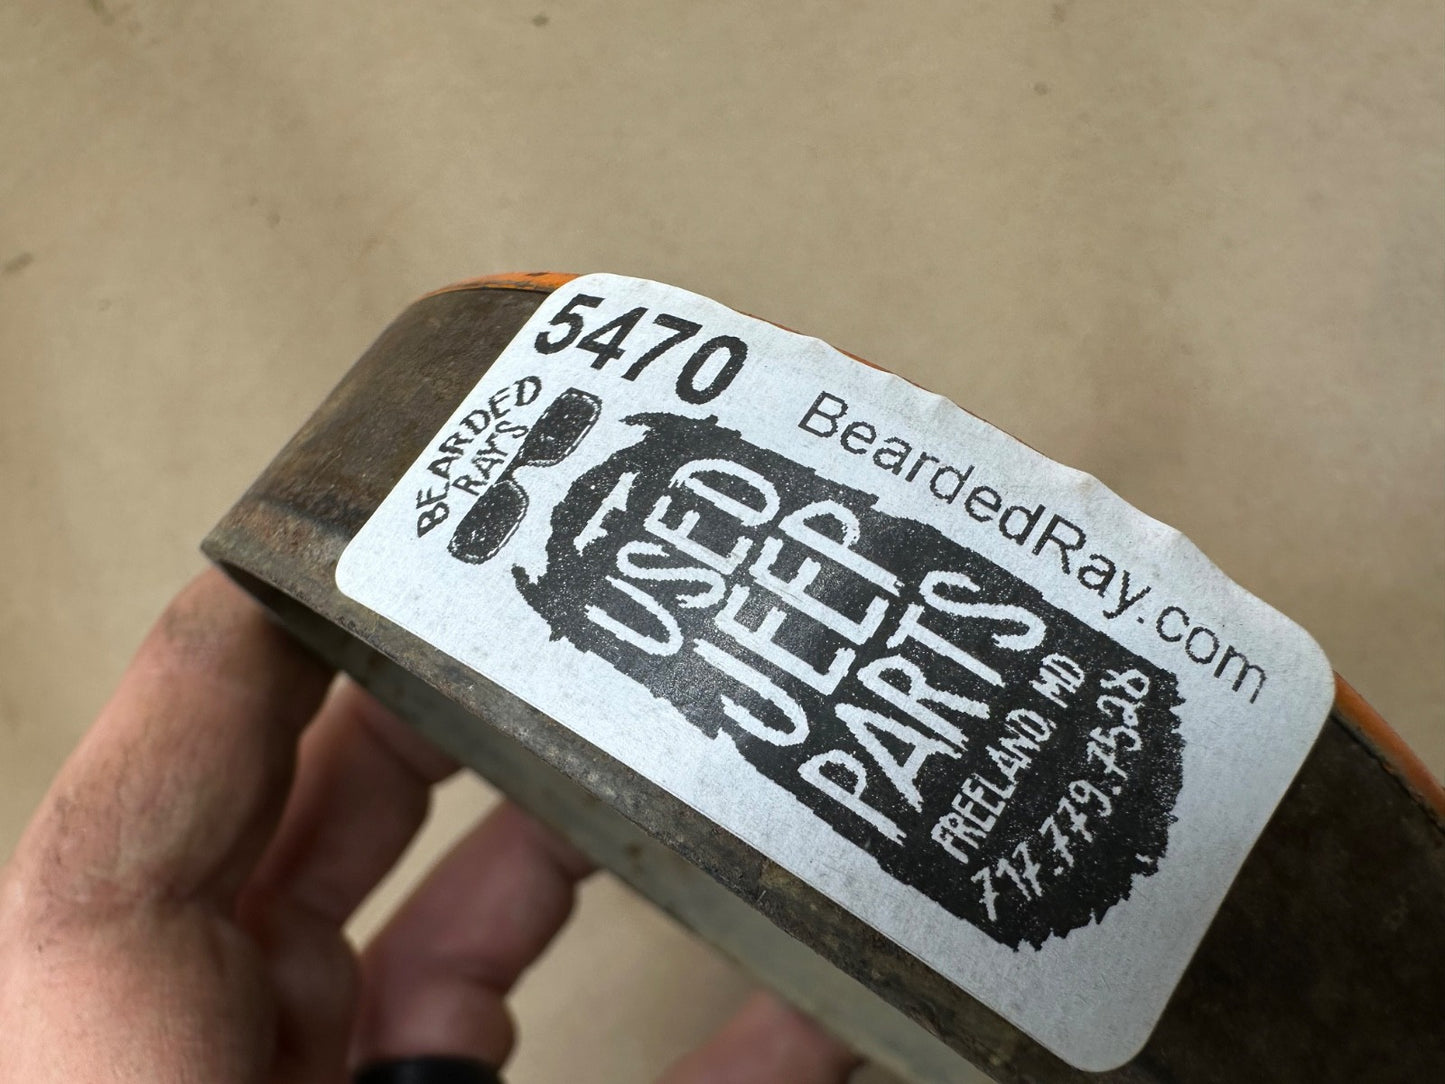 5470
BeardedRay.com
BEARDED
RAY'S
USED
JEEP
PARTS
FREELAND, MD
717.779.7528